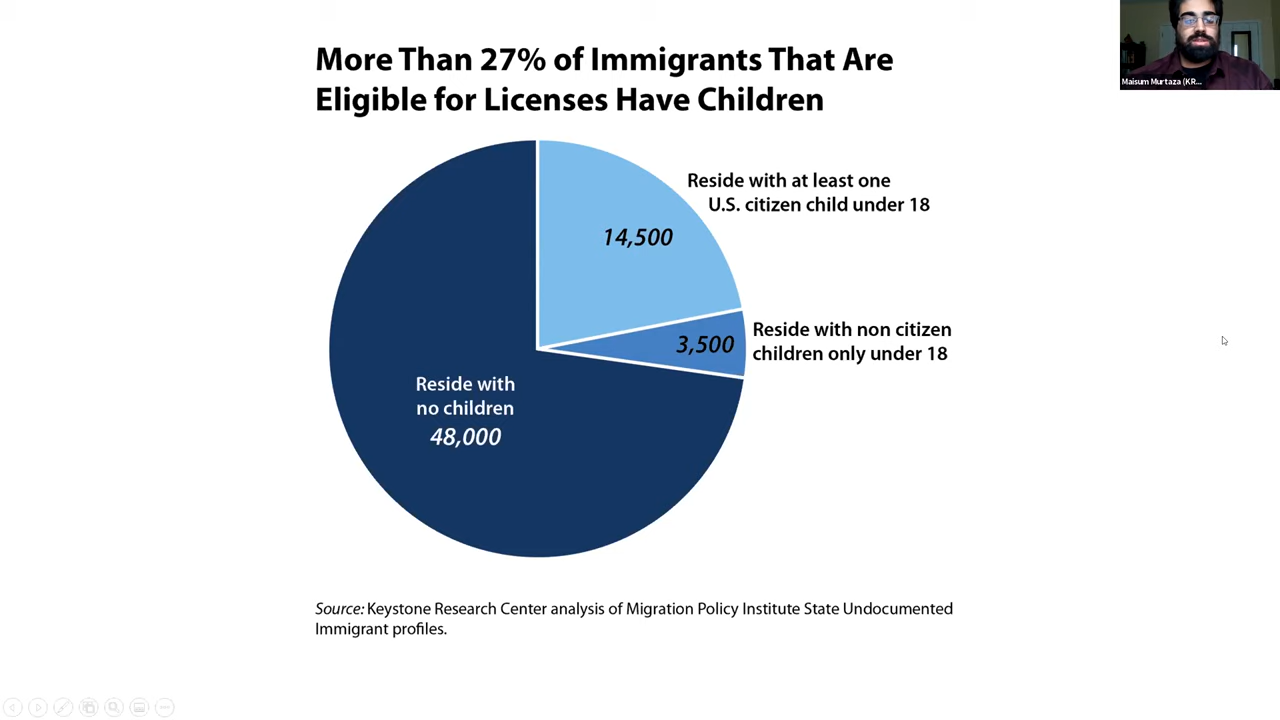 More Than 27% of Immigrants That Are
Eligible for Licenses Have Children
Maisum Murtaza (KR...
Reside with at least one
U.S. citizen child under 18
14,500
Reside with non citizen
children only under 18
3,500
Reside with
no children
48,000
Source: Keystone Research Center analysis of Migration Policy Institute State Undocumented
Immigrant profiles.